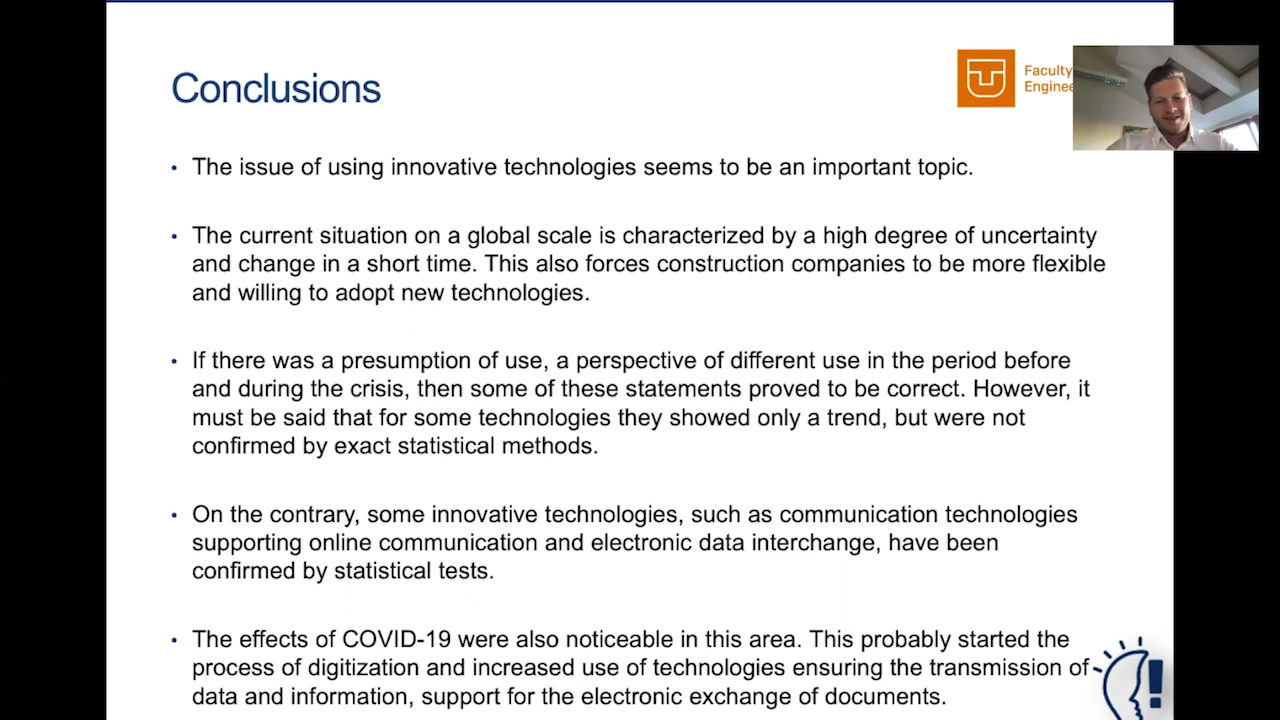 Conclusions
Faculty
Enginee
• The issue of using innovative technologies seems to be an important topic.
• The current situation on a global scale is characterized by a high degree of uncertainty
and change in a short time. This also forces construction companies to be more flexible
and willing to adopt new technologies.
• If there was a presumption of use, a perspective of different use in the period before
and during the crisis, then some of these statements proved to be correct. However, it
must be said that for some technologies they showed only a trend, but were not
confirmed by exact statistical methods.
• On the contrary, some innovative technologies, such as communication technologies
supporting online communication and electronic data interchange, have been
confirmed by statistical tests.
• The effects of COVID-19 were also noticeable in this area. This probably started the
process of digitization and increased use of technologies ensuring the transmission of
data and information, support for the electronic exchange of documents.